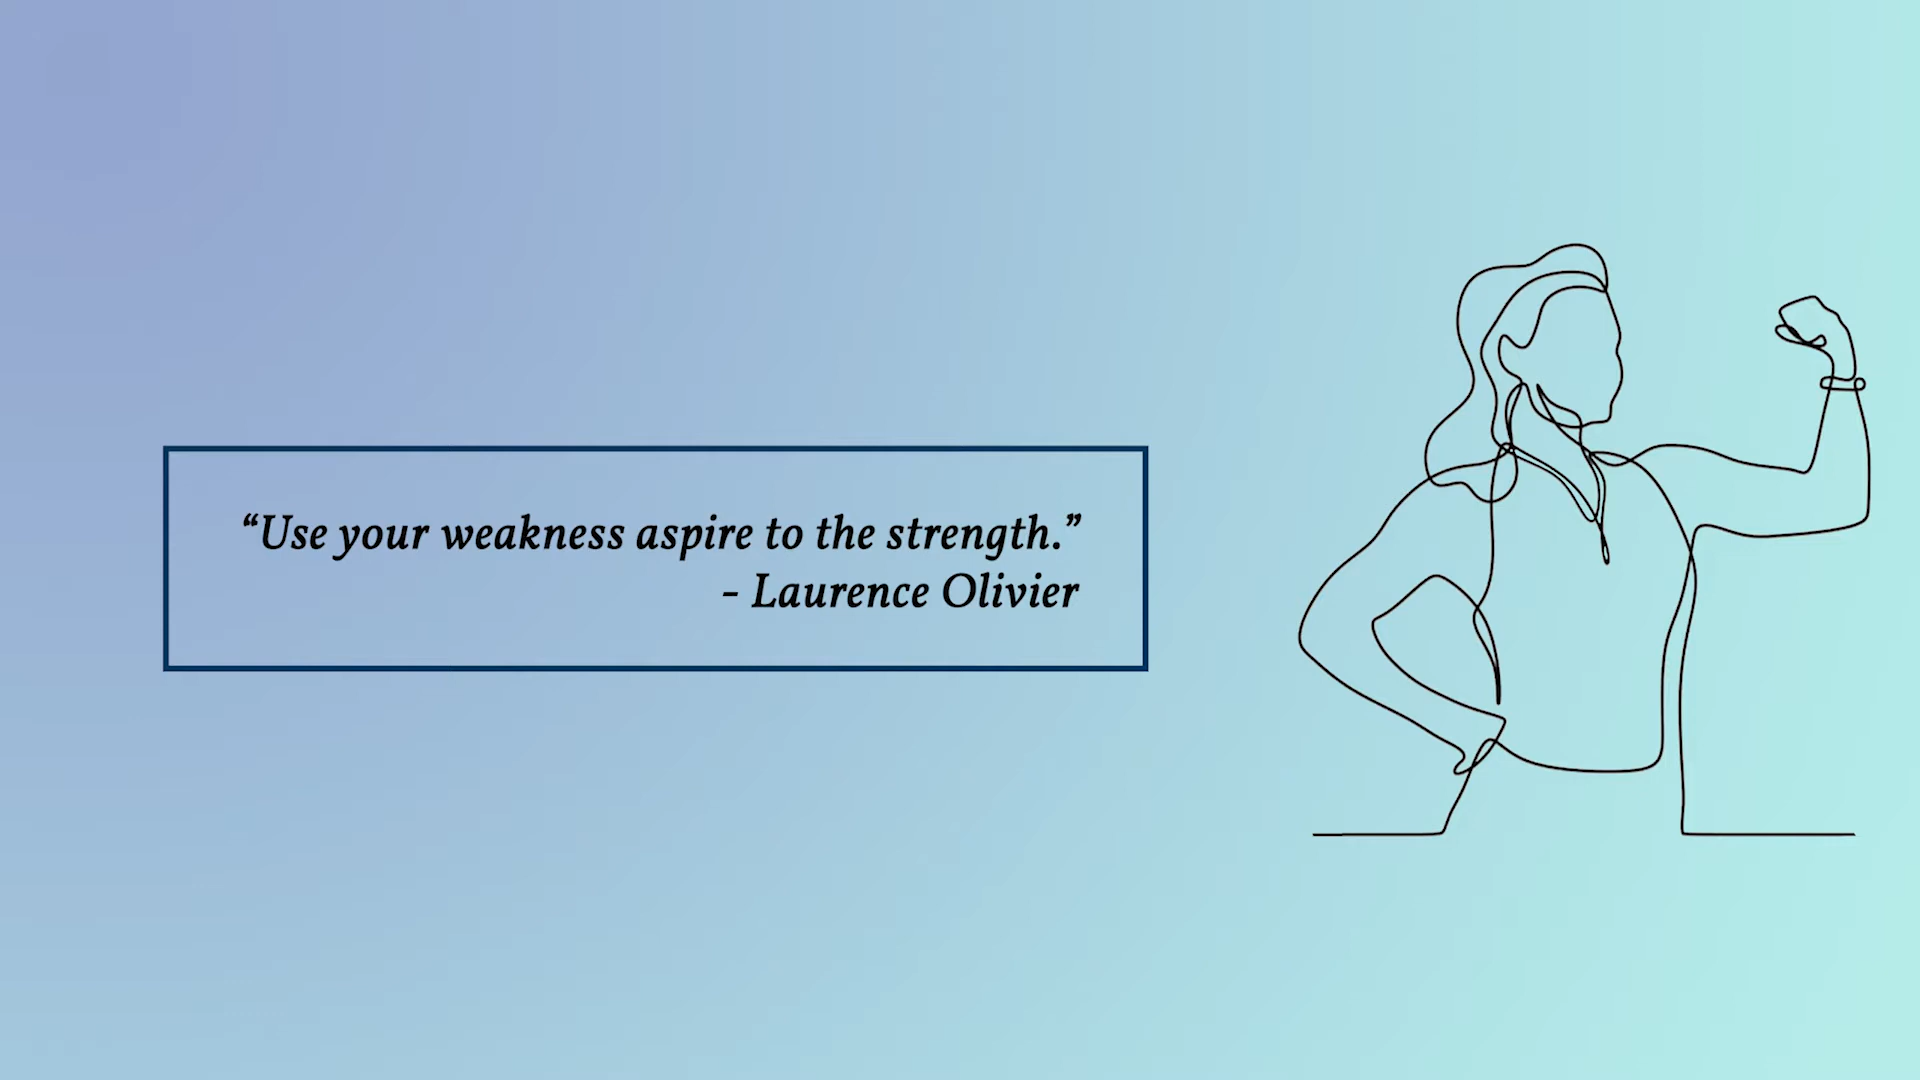 “Use your weakness aspire to the strength.”
– Laurence Olivier